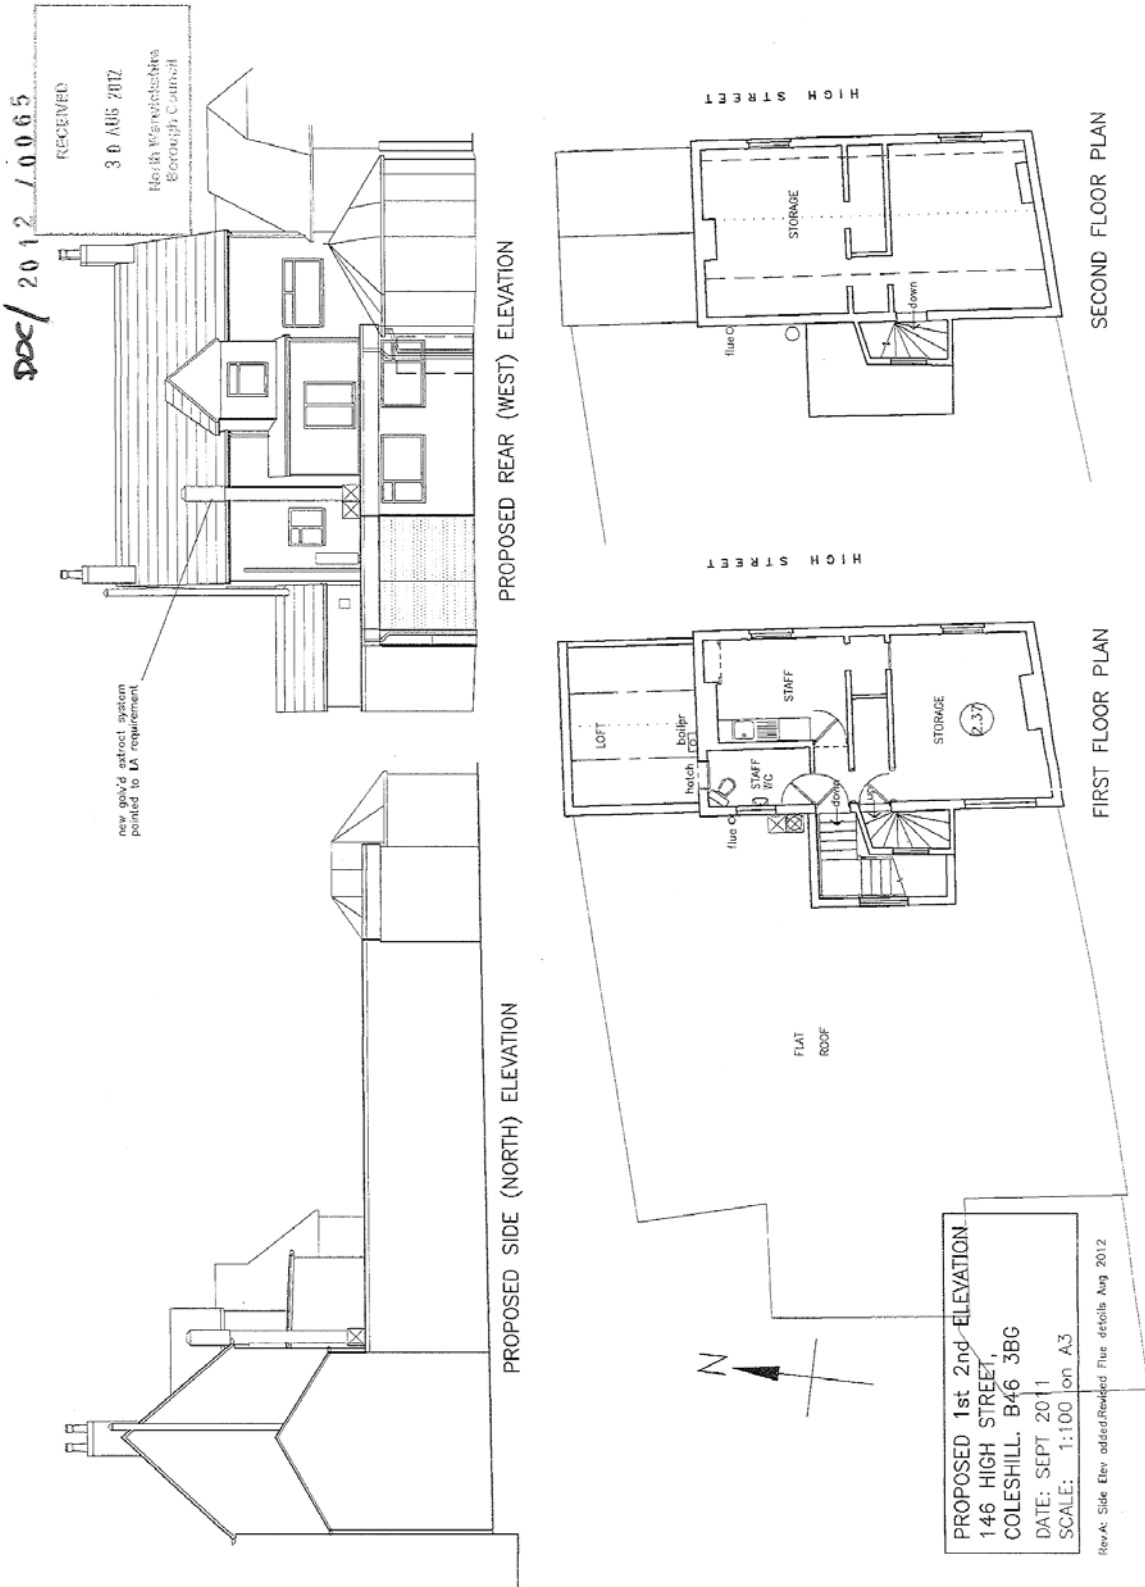 DOC/ 2012 /0065
RECEIVED
30 AUG 2012
North Warwickshire
Borough Council
new galv'd extract system
painted to LA requirement
PROPOSED SIDE (NORTH) ELEVATION
PROPOSED REAR (WEST) ELEVATION
FLAT
ROOF
LOFT
hatch
boiler
flue
STAFF
WC
STAFF
down
up
STORAGE
2.37
HIGH STREET
FIRST FLOOR PLAN
flue
STORAGE
down
HIGH STREET
SECOND FLOOR PLAN
N
PROPOSED 1st 2nd ELEVATION
146 HIGH STREET,
COLESHILL. B46 3BG
DATE: SEPT 2011
SCALE: 1:100 on A3
RevA: Side Elev added.Revised Flue details Aug 2012